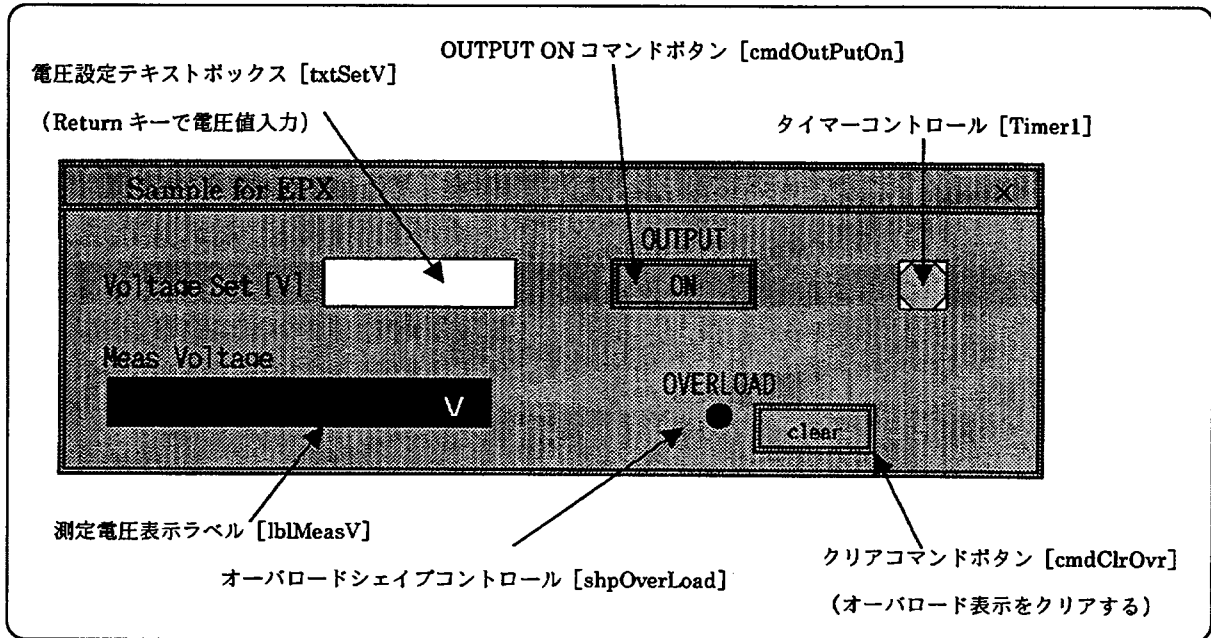 OUTPUT ON コマンドボタン［cmdOutPutOn］
電圧設定テキストボックス［txtSetV］
（Return キーで電圧値入力）
タイマーコントロール［Timer1］
Sample for EPX
×
OUTPUT
Voltage Set [V]
ON
Meas Voltage
OVERLOAD
V
clear
測定電圧表示ラベル［lblMeasV］
クリアコマンドボタン［cmdClrOvr］
オーバロードシェイプコントロール［shpOverLoad］
（オーバロード表示をクリアする）